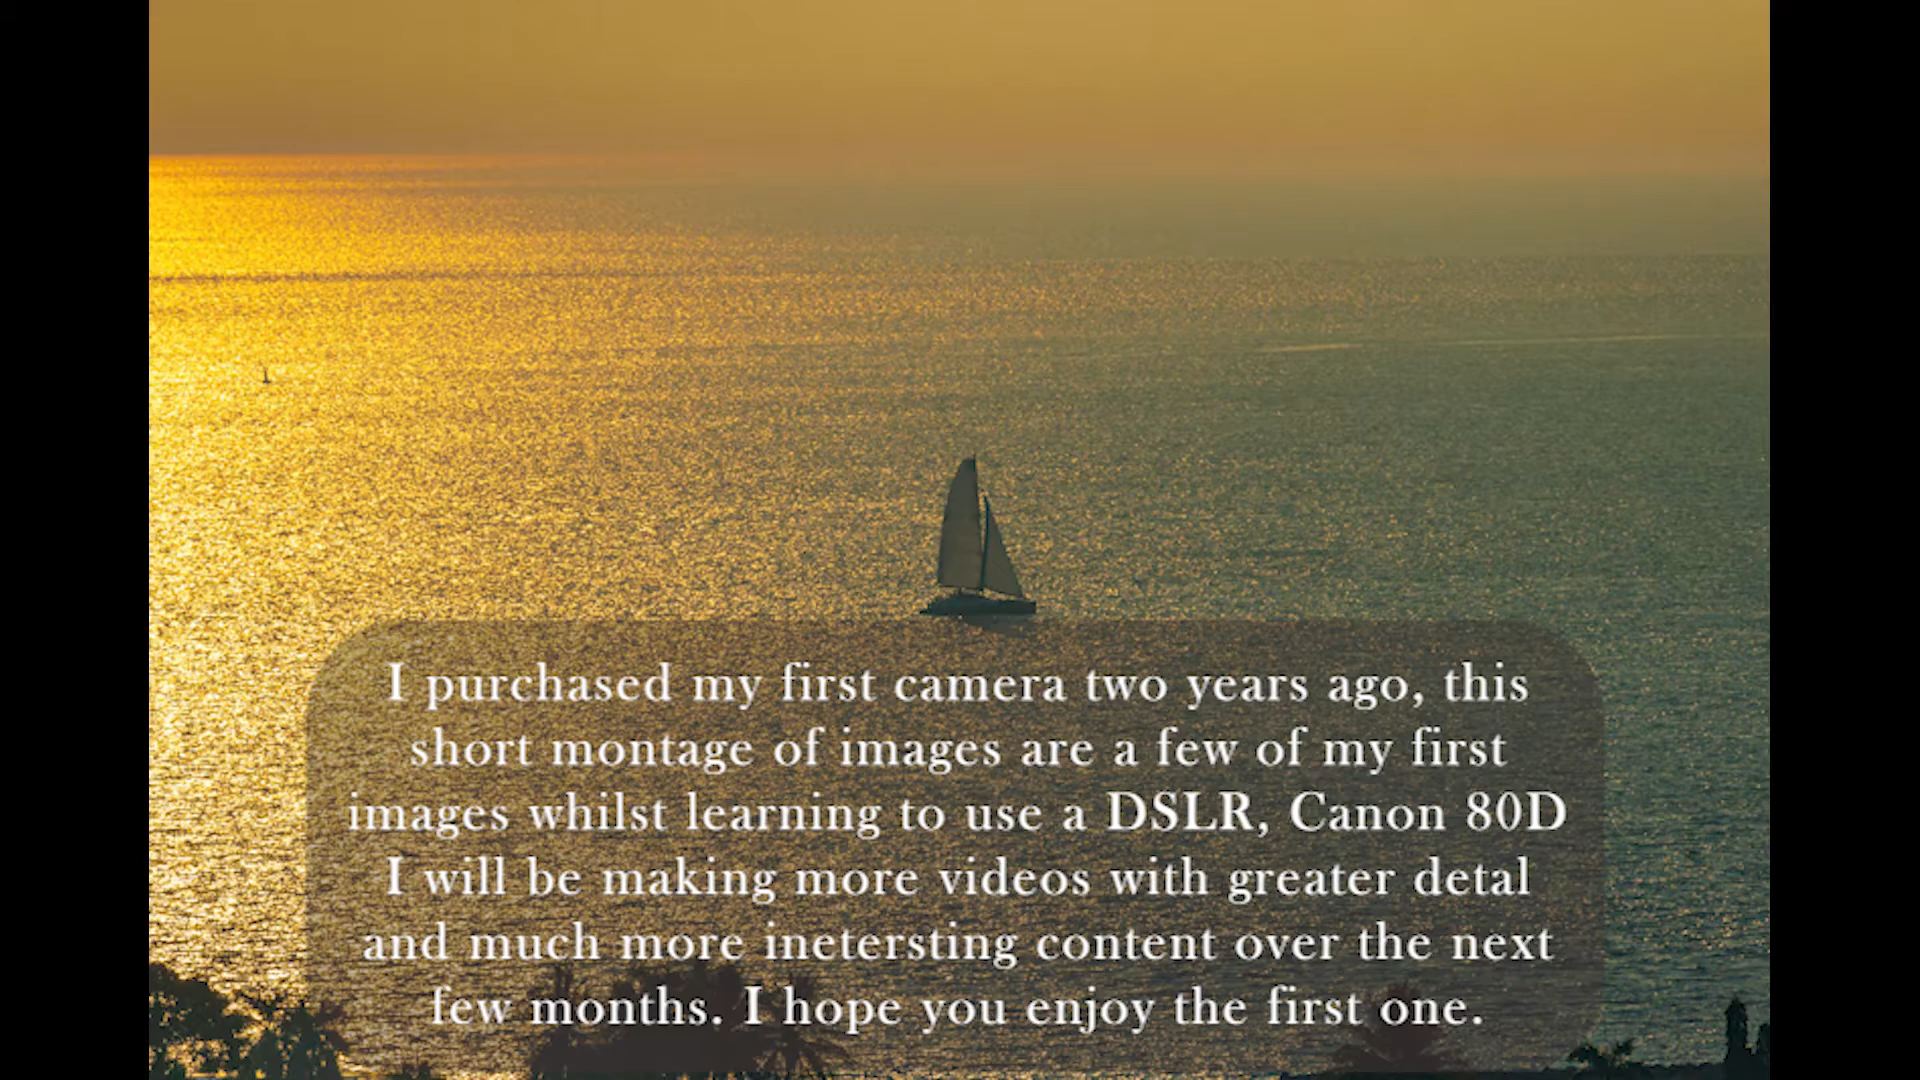 I purchased my first camera two years ago, this
short montage of images are a few of my first
images whilst learning to use a DSLR, Canon 80D
I will be making more videos with greater detal
and much more inetersting content over the next
few months. I hope you enjoy the first one.